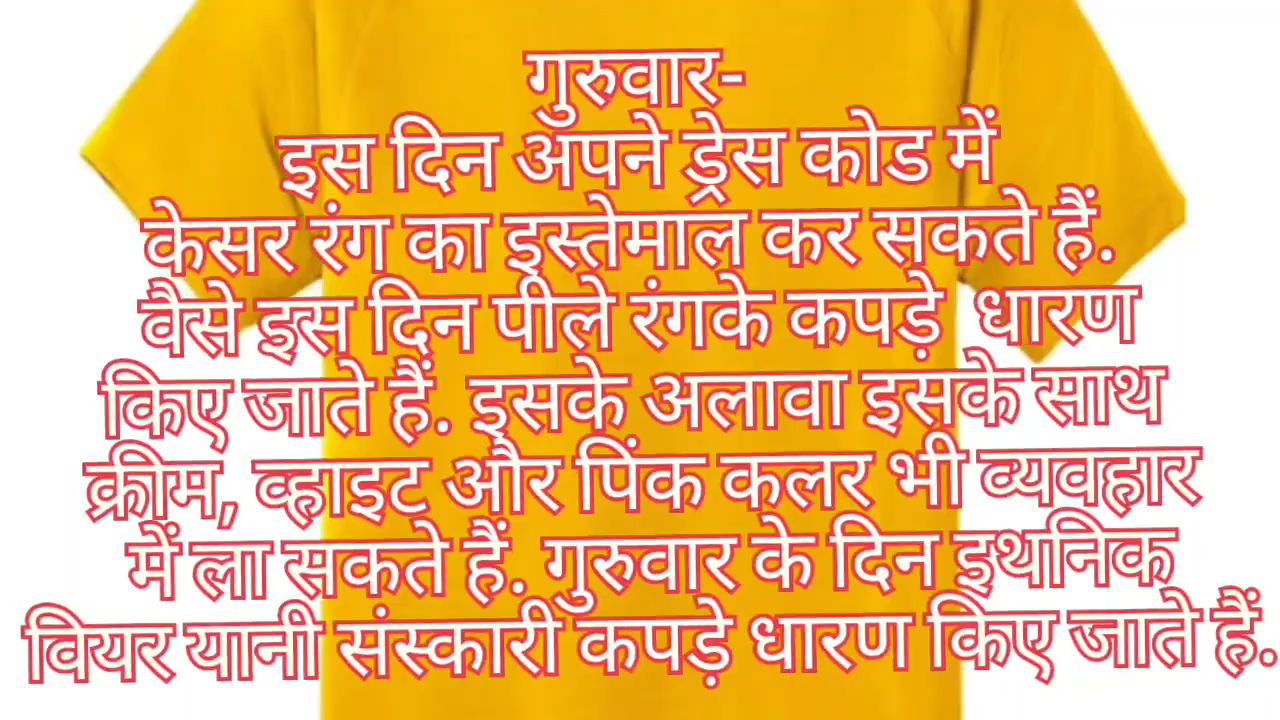 गुरुवार-
इस दिन अपने ड्रेस कोड में
केसर रंग का इस्तेमाल कर सकते हैं.
वैसे इस दिन पीले रंगके कपड़े धारण
किए जाते हैं. इसके अलावा इसके साथ
क्रीम, व्हाइट और पिंक कलर भी व्यवहार
में ला सकते हैं. गुरुवार के दिन इथनिक
वियर यानी संस्कारी कपड़े धारण किए जाते हैं.